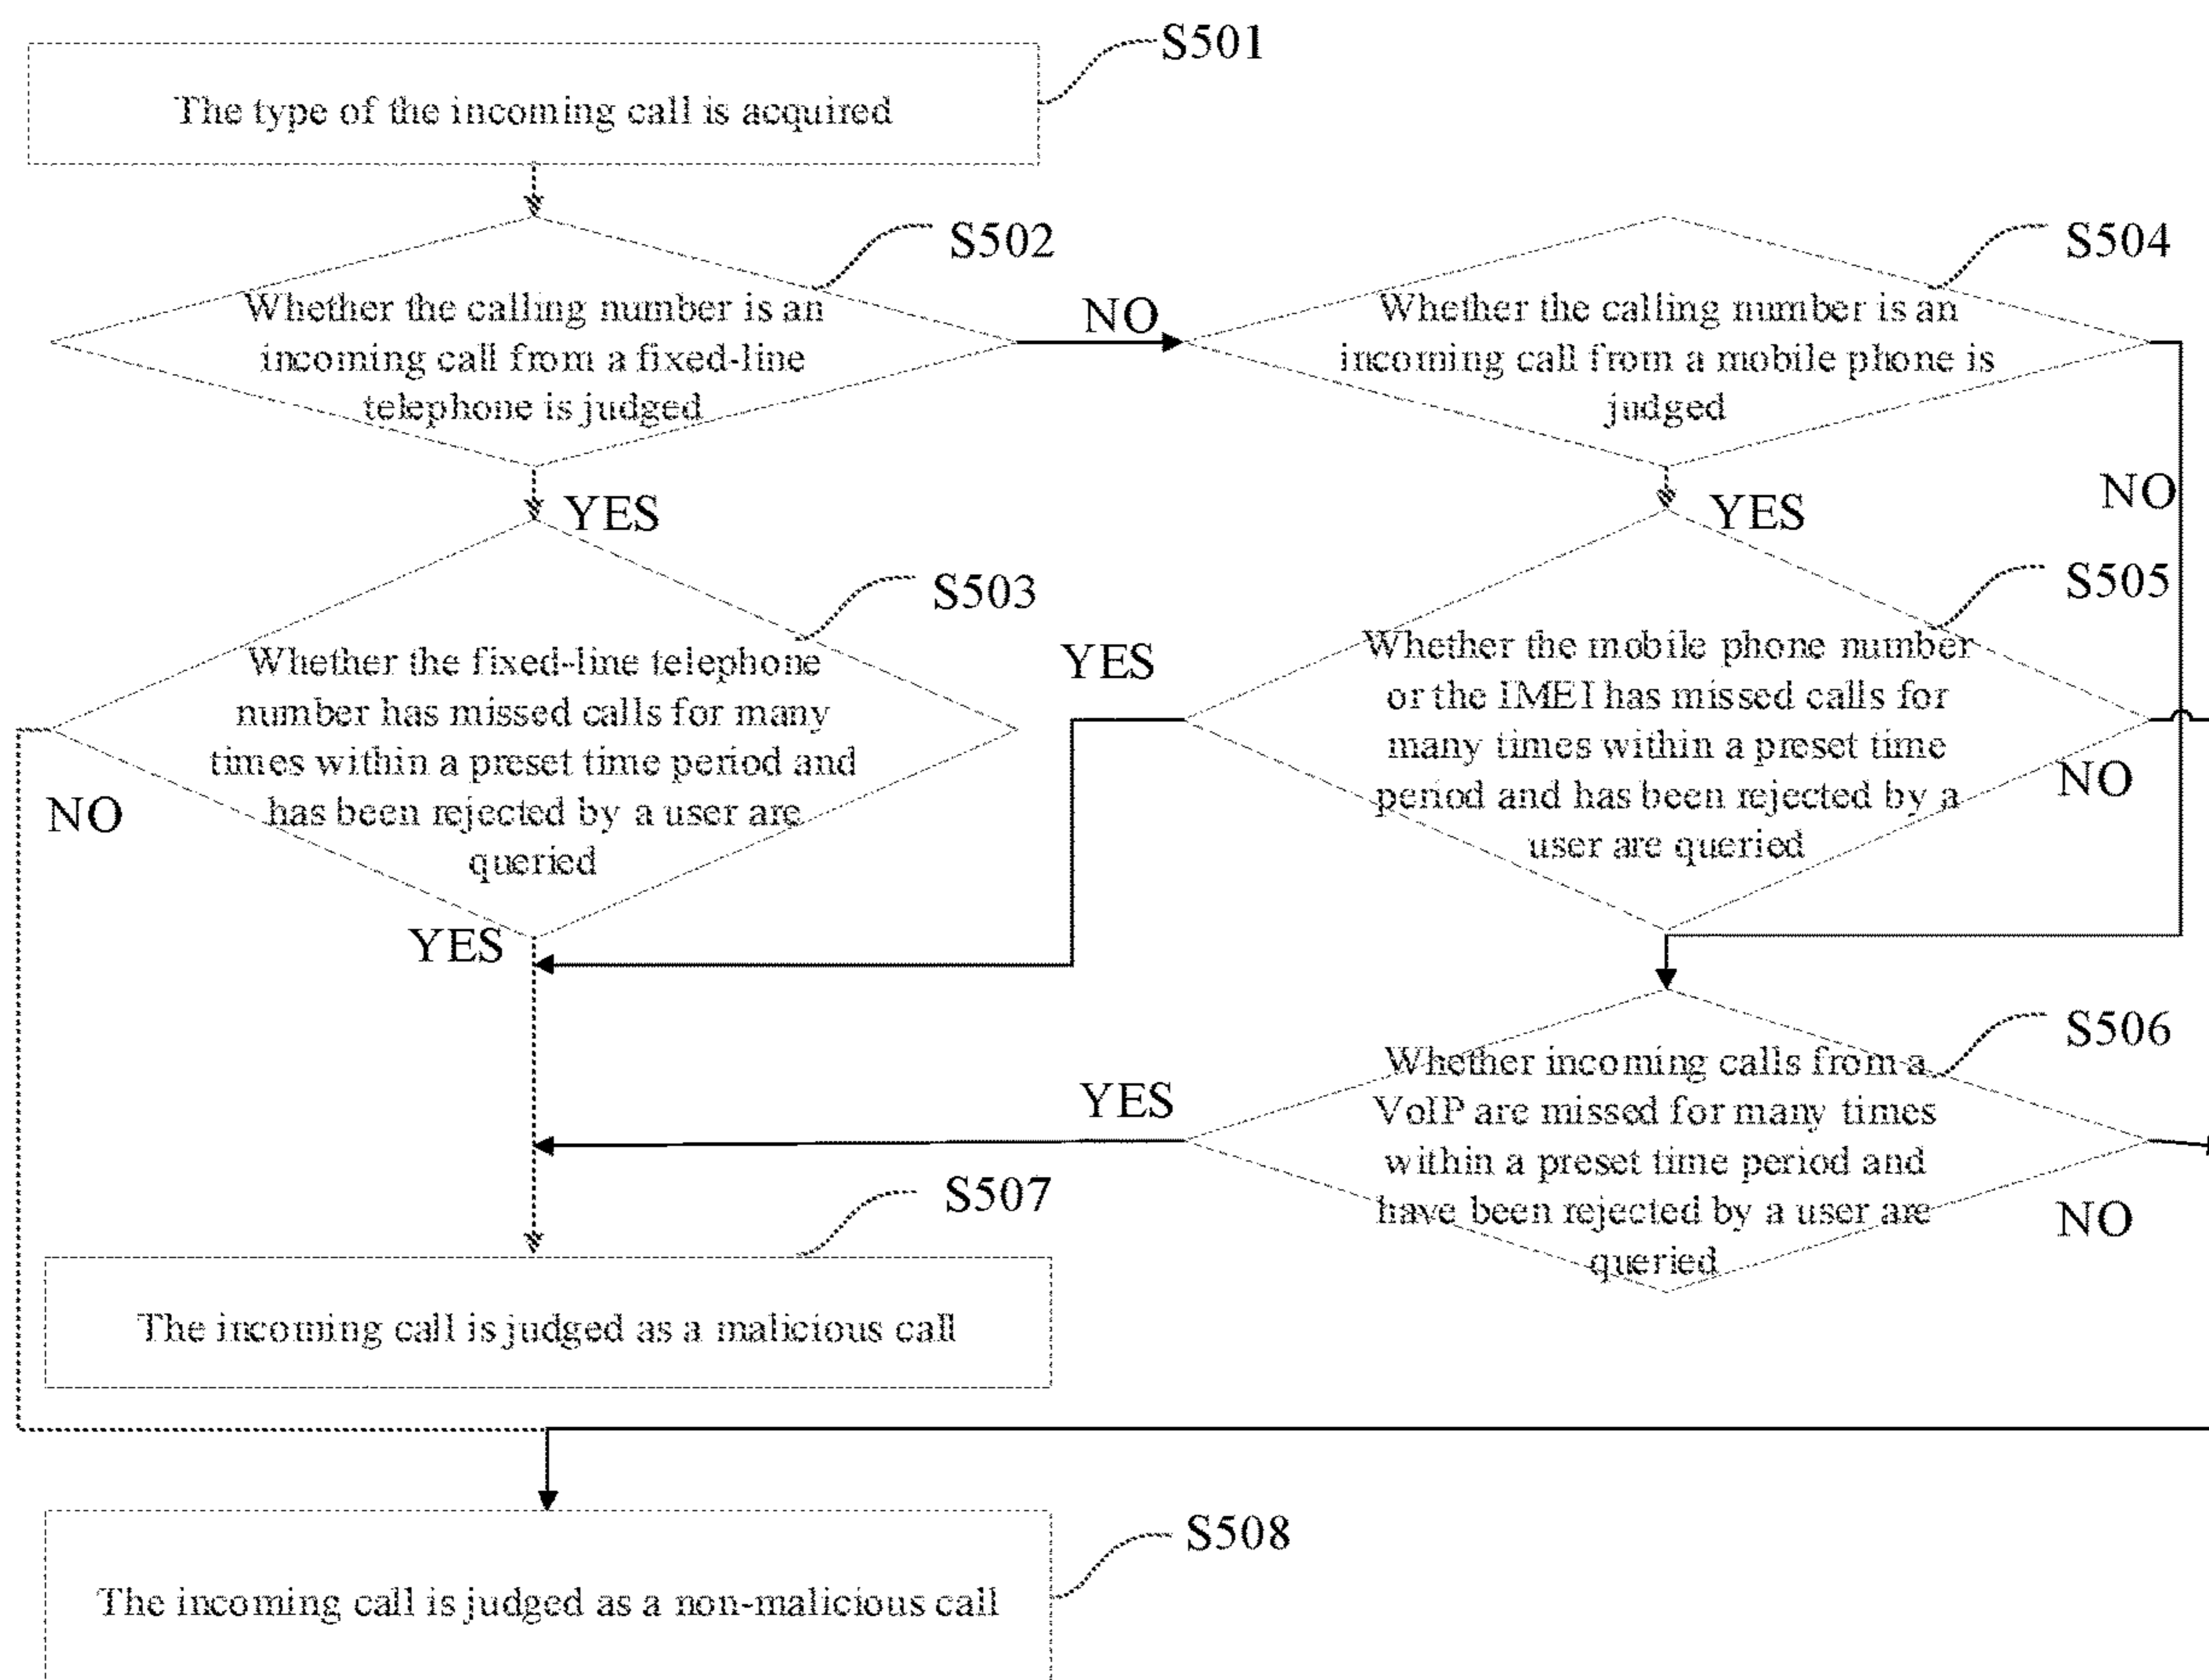 S501
The type of the incoming call is acquired
S502
Whether the calling number is an
incoming call from a fixed-line
telephone is judged
NO
S504
Whether the calling number is an
incoming call from a mobile phone is
judged
NO
YES
YES
S503
Whether the fixed-line telephone
number has missed calls for many
times within a preset time period and
has been rejected by a user are
queried
NO
YES
S505
Whether the mobile phone number
or the IMEI has missed calls for
many times within a preset time
period and has been rejected by a
user are queried
YES
NO
S506
Whether incoming calls from a
VoIP are missed for many times
within a preset time period and
have been rejected by a user are
queried
YES
NO
S507
The incoming call is judged as a malicious call
S508
The incoming call is judged as a non-malicious call